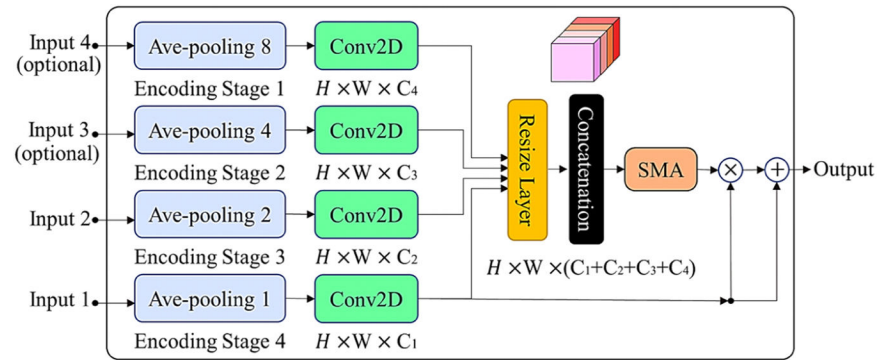 Input 4
(optional)
Ave-pooling 8
Conv2D
Encoding Stage 1
H ×W × C4
Input 3
(optional)
Ave-pooling 4
Conv2D
Encoding Stage 2
H ×W × C3
Input 2
Ave-pooling 2
Conv2D
Encoding Stage 3
H ×W × C2
Input 1
Ave-pooling 1
Conv2D
Encoding Stage 4
H ×W × C1
Resize Layer
Concatenation
H ×W ×(C1+C2+C3+C4)
SMA
×
+
Output